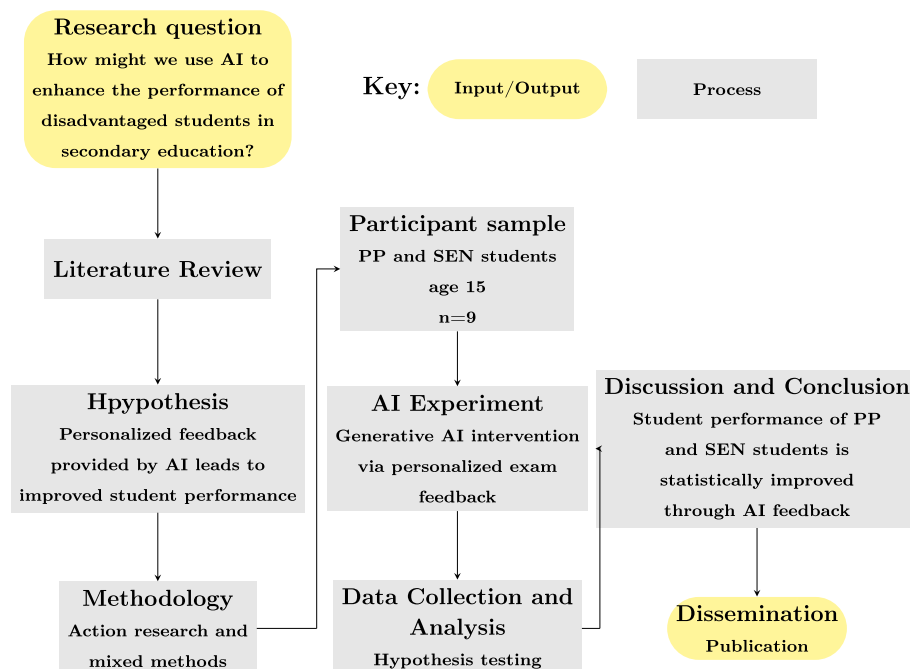 Research question
How might we use AI to
enhance the performance of
disadvantaged students in
secondary education?
Key:
Input/Output
Process
Literature Review
Hpypothesis
Personalized feedback
provided by AI leads to
improved student performance
Methodology
Action research and
mixed methods
Participant sample
PP and SEN students
age 15
n=9
AI Experiment
Generative AI intervention
via personalized exam
feedback
Data Collection and
Analysis
Hypothesis testing
Discussion and Conclusion
Student performance of PP
and SEN students is
statistically improved
through AI feedback
Dissemination
Publication